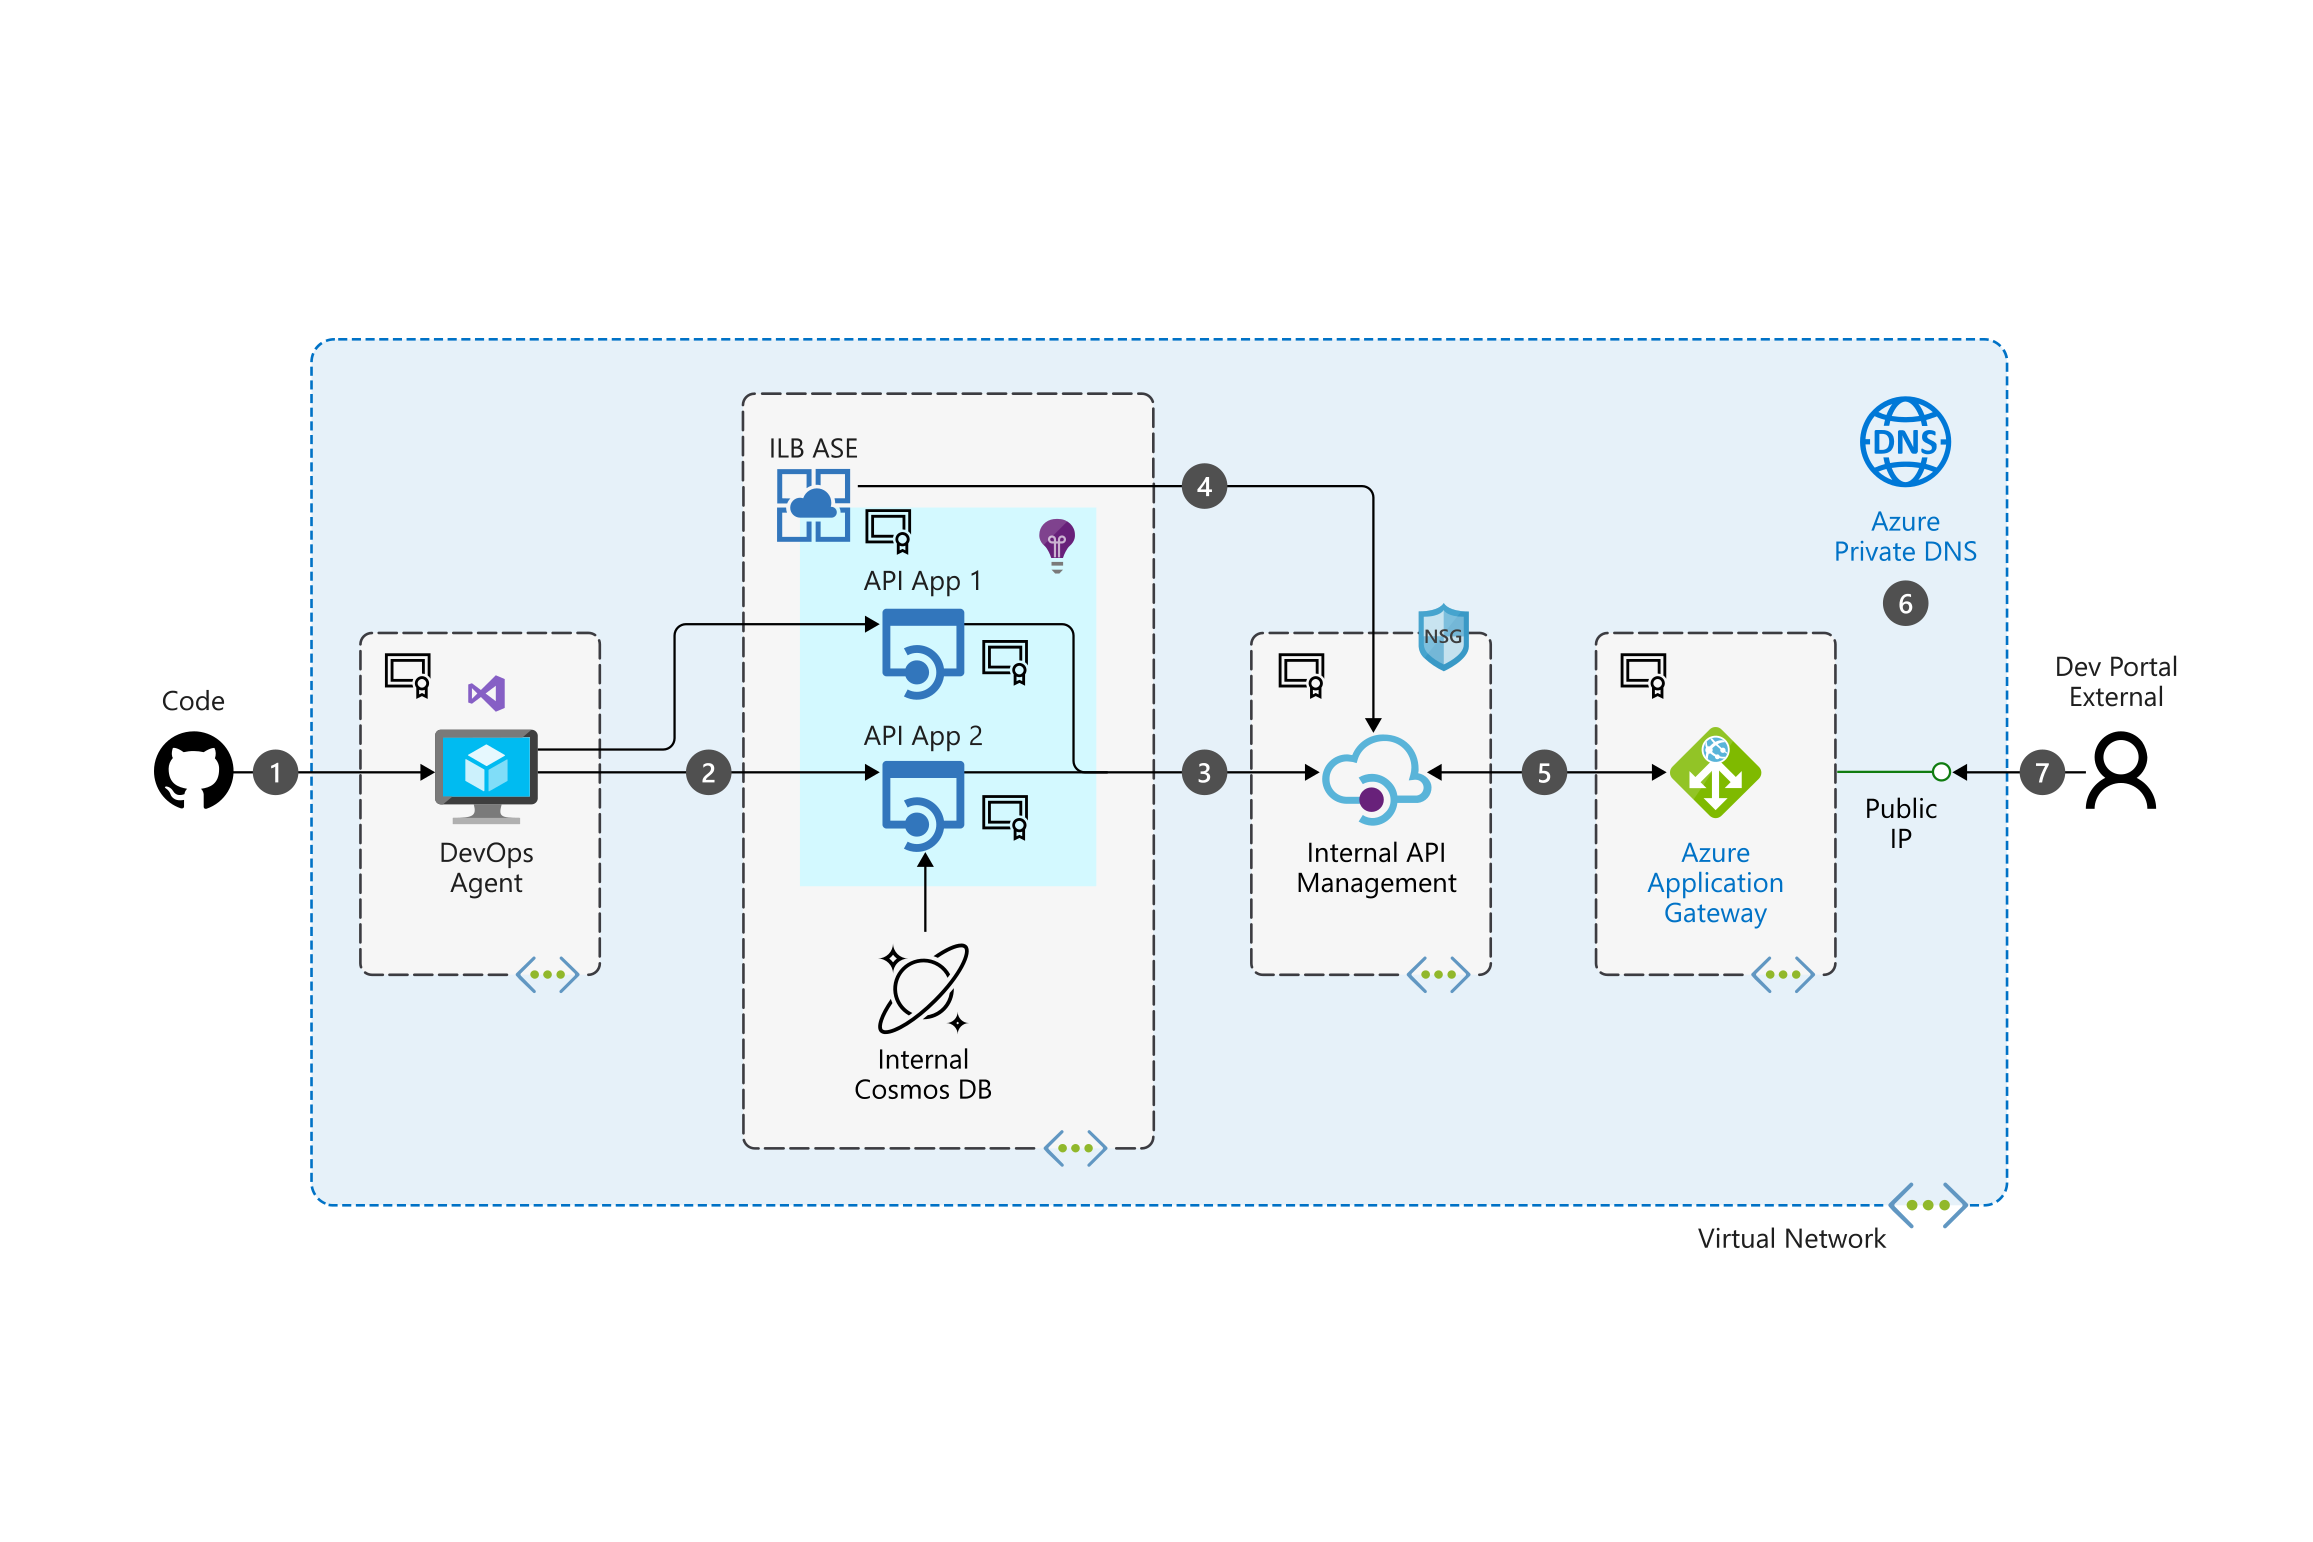 Code
1
DevOps
Agent
2
ILB ASE
API App 1
API App 2
Internal
Cosmos DB
4
3
NSG
Internal API
Management
5
Azure
Application
Gateway
DNS
Azure
Private DNS
6
Public
IP
Dev Portal
External
7
Virtual Network